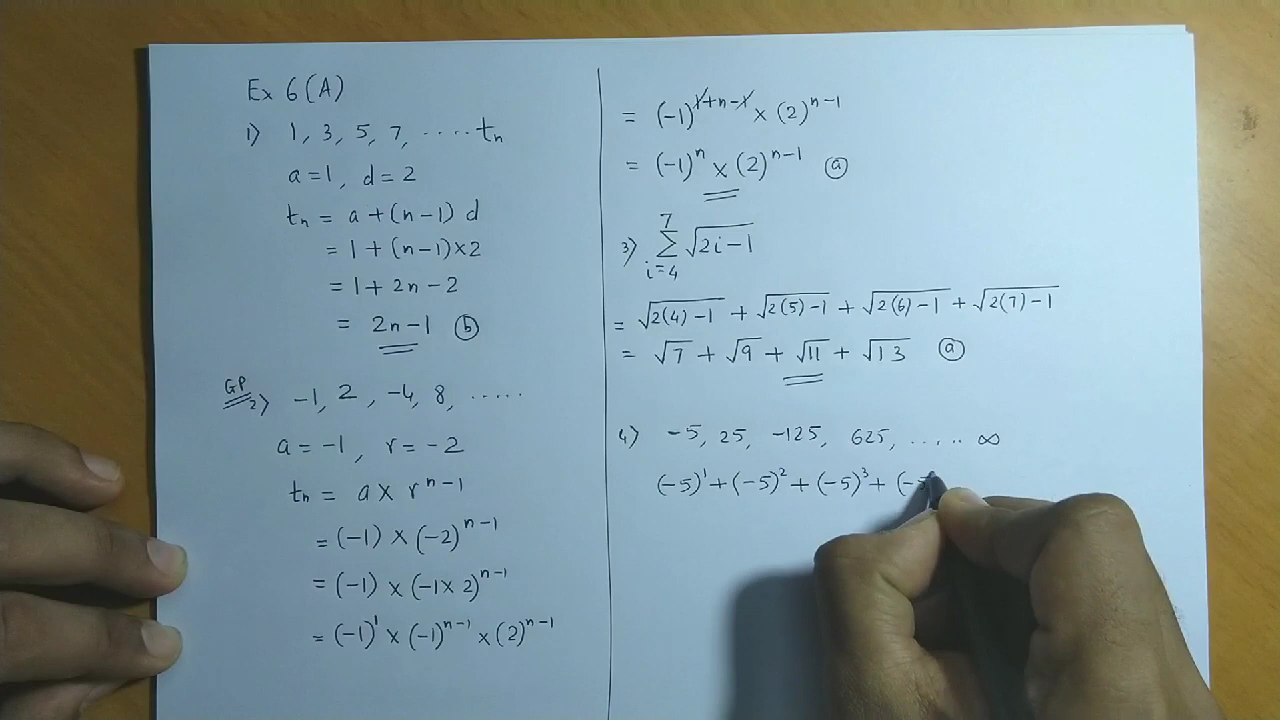 Ex 6(A)
1) 1, 3, 5, 7, ..... tₙ
a=1, d=2
tₙ = a+(n-1) d
= 1+(n-1)×2
= 1+2n-2
= 2n-1 (b)
GP
2) -1, 2, -4, 8, .....
a=-1, r=-2
tₙ = a × rⁿ⁻¹
= (-1) × (-2)ⁿ⁻¹
= (-1) × (-1×2)ⁿ⁻¹
= (-1)¹ × (-1)ⁿ⁻¹ × (2)ⁿ⁻¹
= (-1)¹⁺ⁿ⁻¹ × (2)ⁿ⁻¹
= (-1)ⁿ × (2)ⁿ⁻¹ (a)
7
3) Σ √2i-1
i=4
= √2(4)-1 + √2(5)-1 + √2(6)-1 + √2(7)-1
= √7 + √9 + √11 + √13 (a)
4) -5, 25, -125, 625, ..... ∞
(-5)¹+(-5)²+(-5)³+(-5